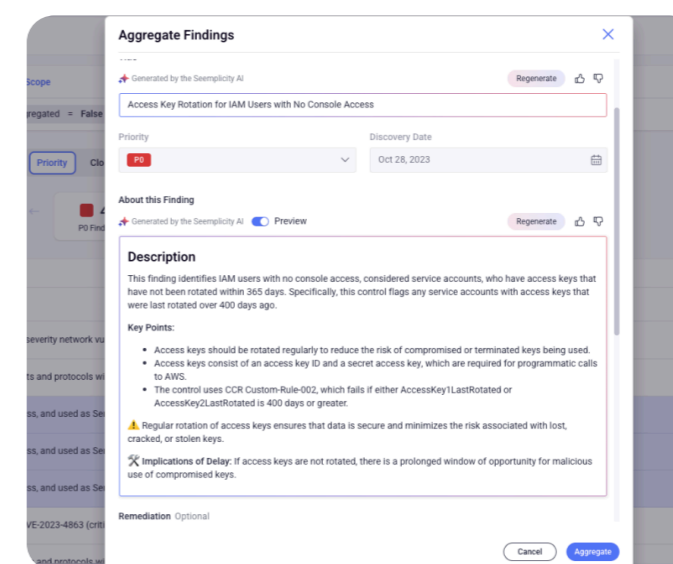 Aggregate Findings
Scope
Generated by the Seemplicity AI
Regenerate
regated = False
Access Key Rotation for IAM Users with No Console Access
Priority
Discovery Date
Priority
Clo
P0
Oct 28, 2023
P0 Find
About this Finding
Generated by the Seemplicity AI
Preview
Regenerate
Description
This finding identifies IAM users with no console access, considered service accounts, who have access keys that
have not been rotated within 365 days. Specifically, this control flags any service accounts with access keys that
were last rotated over 400 days ago.
Key Points:
• Access keys should be rotated regularly to reduce the risk of compromised or terminated keys being used.
• Access keys consist of an access key ID and a secret access key, which are required for programmatic calls
to AWS.
• The control uses CCR Custom-Rule-002, which fails if either AccessKey1LastRotated or
AccessKey2LastRotated is 400 days or greater.
⚠️ Regular rotation of access keys ensures that data is secure and minimizes the risk associated with lost,
cracked, or stolen keys.
🛠 Implications of Delay: If access keys are not rotated, there is a prolonged window of opportunity for malicious
use of compromised keys.
severity network vu
ts and protocols wi
ss, and used as Se
ss, and used as Se
ss, and used as Se
VE-2023-4863 (criti
and protocols wi
Remediation Optional
Cancel
Aggregate